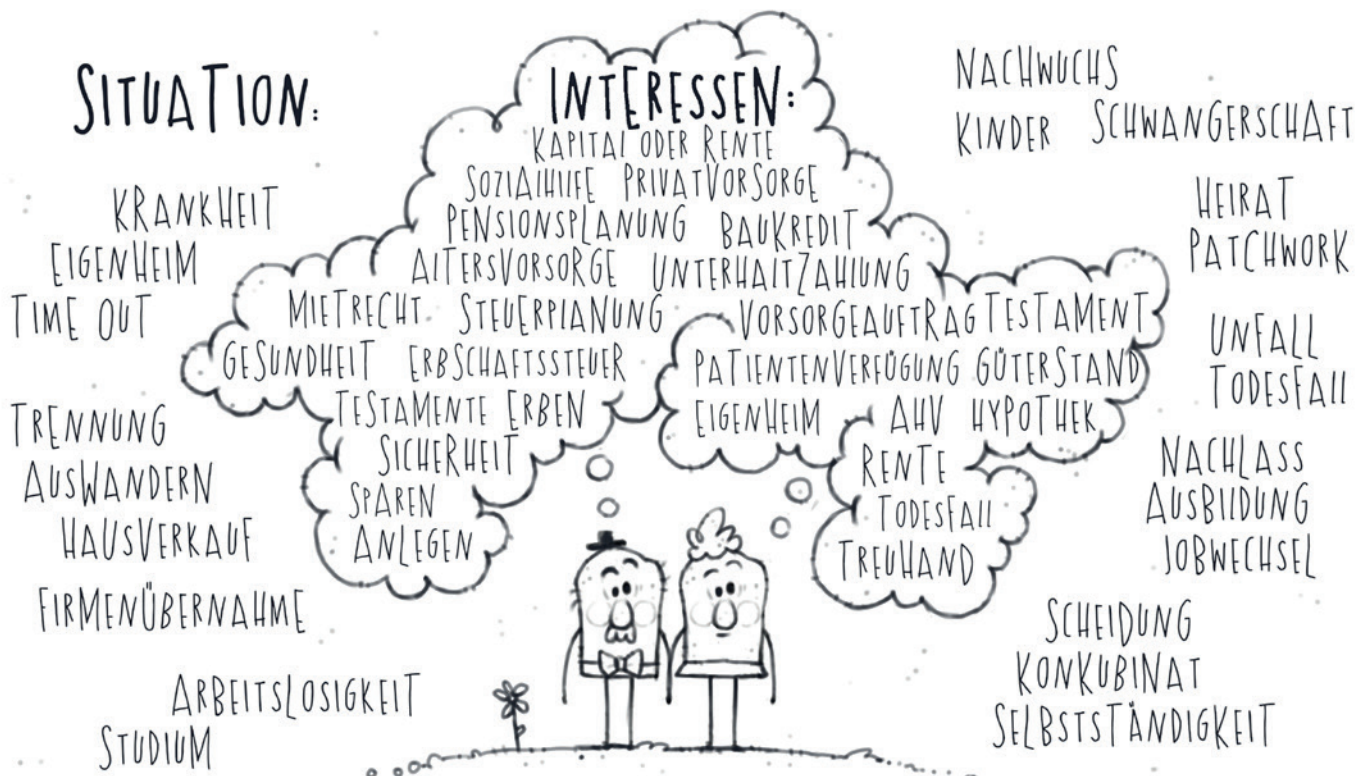 SITUATION:
KRANKHEIT
EIGENHEIM
TIME OUT
TRENNUNG
AUSWANDERN
HAUSVERKAUF
FIRMENÜBERNAHME
ARBEITSLOSIGKEIT
STUDIUM
INTERESSEN:
KAPITAL ODER RENTE
SOZIALHILFE PRIVATVORSORGE
PENSIONSPLANUNG BAUKREDIT
ALTERSVORSORGE UNTERHALTZAHLUNG
MIETRECHT STEUERPLANUNG
GESUNDHEIT ERBSCHAFTSSTEUER
TESTAMENTE ERBEN
SICHERHEIT
SPAREN
ANLEGEN
VORSORGEAUFTRAG TESTAMENT
PATIENTENVERFÜGUNG GÜTERSTAND
EIGENHEIM AHV HYPOTHEK
RENTE
TODESFALL
TREUHAND
NACHWUCHS
KINDER SCHWANGERSCHAFT
HEIRAT
PATCHWORK
UNFALL
TODESFALL
NACHLASS
AUSBILDUNG
JOBWECHSEL
SCHEIDUNG
KONKUBINAT
SELBSTSTÄNDIGKEIT